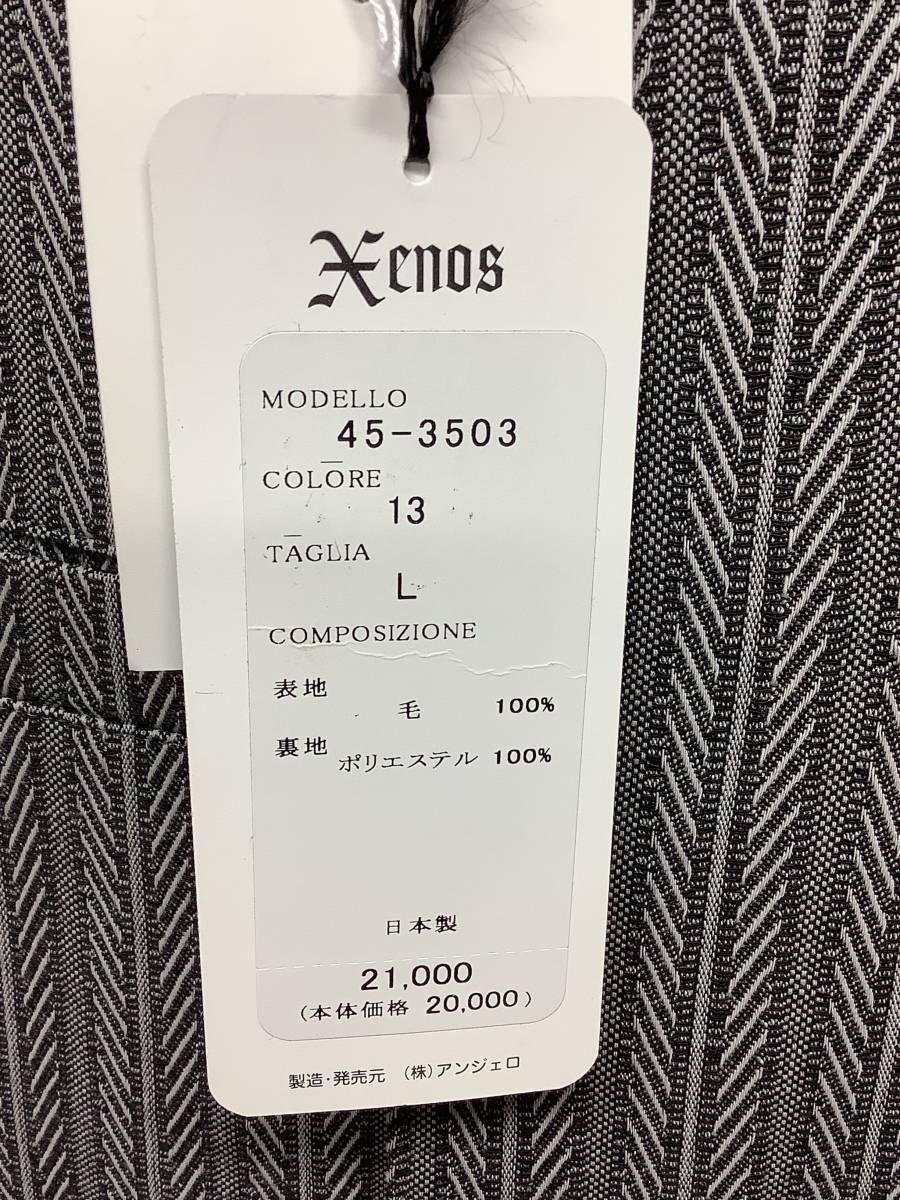 Xenos
MODELLO
45-3503
COLORE
13
TAGLIA
L
COMPOSIZIONE
表地
毛 100%
裏地
ポリエステル 100%
日本製
21,000
(本体価格 20,000)
製造・発売元 (株)アンジェロ